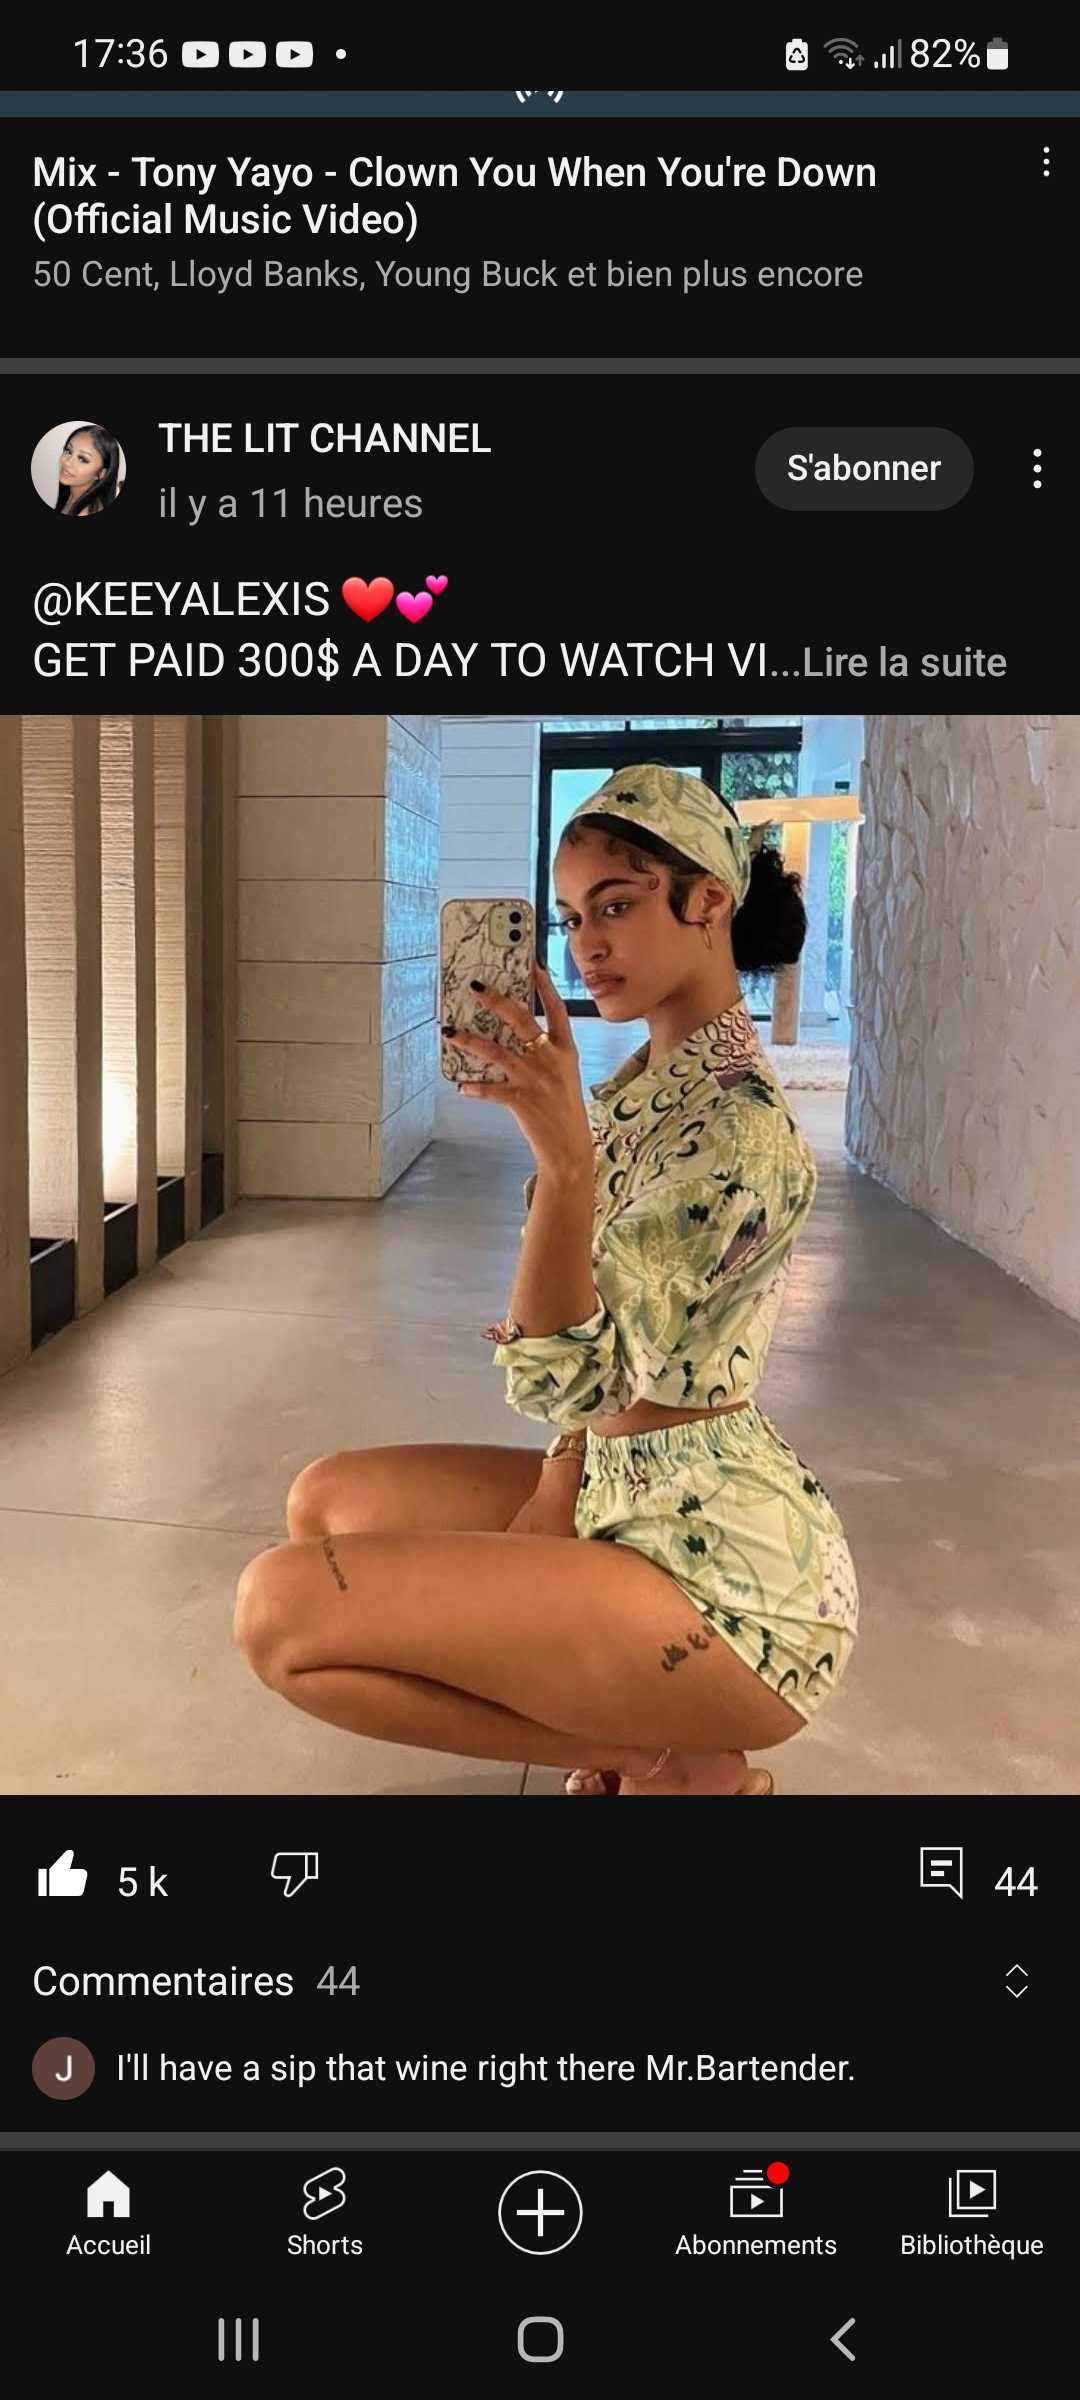 17:36
82%
Mix - Tony Yayo - Clown You When You're Down
(Official Music Video)
50 Cent, Lloyd Banks, Young Buck et bien plus encore
THE LIT CHANNEL
il y a 11 heures
S'abonner
@KEEYALEXIS ❤️💕
GET PAID 300$ A DAY TO WATCH VI...Lire la suite
5 k
44
Commentaires 44
J
I'll have a sip that wine right there Mr.Bartender.
Accueil
Shorts
Abonnements
Bibliothèque